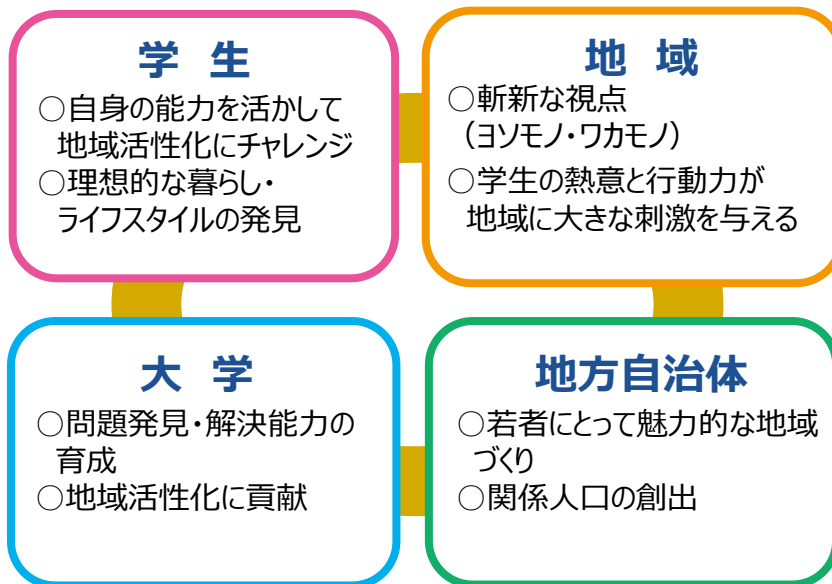 学 生
○自身の能力を活かして
地域活性化にチャレンジ
○理想的な暮らし・
ライフスタイルの発見
地 域
○斬新な視点
（ヨソモノ・ワカモノ）
○学生の熱意と行動力が
地域に大きな刺激を与える
大 学
○問題発見・解決能力の
育成
○地域活性化に貢献
地方自治体
○若者にとって魅力的な地域
づくり
○関係人口の創出